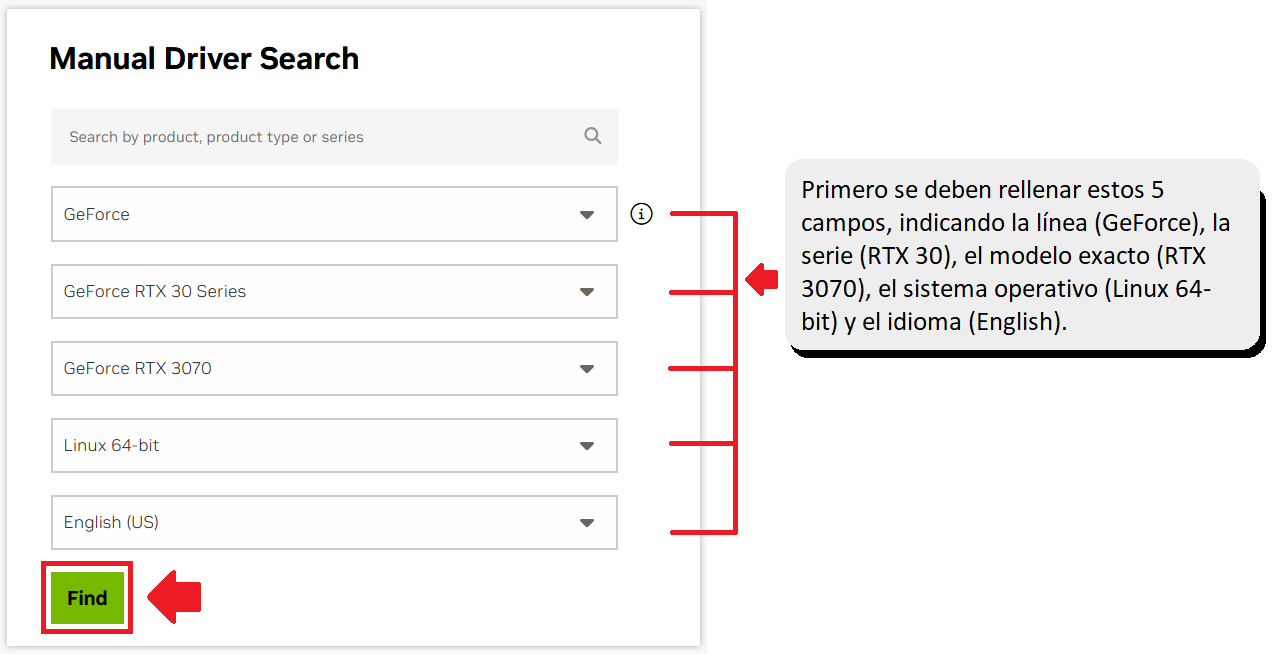 Manual Driver Search
Search by product, product type or series
GeForce
GeForce RTX 30 Series
GeForce RTX 3070
Linux 64-bit
English (US)
Find
Primero se deben rellenar estos 5
campos, indicando la línea (GeForce), la
serie (RTX 30), el modelo exacto (RTX
3070), el sistema operativo (Linux 64-
bit) y el idioma (English).